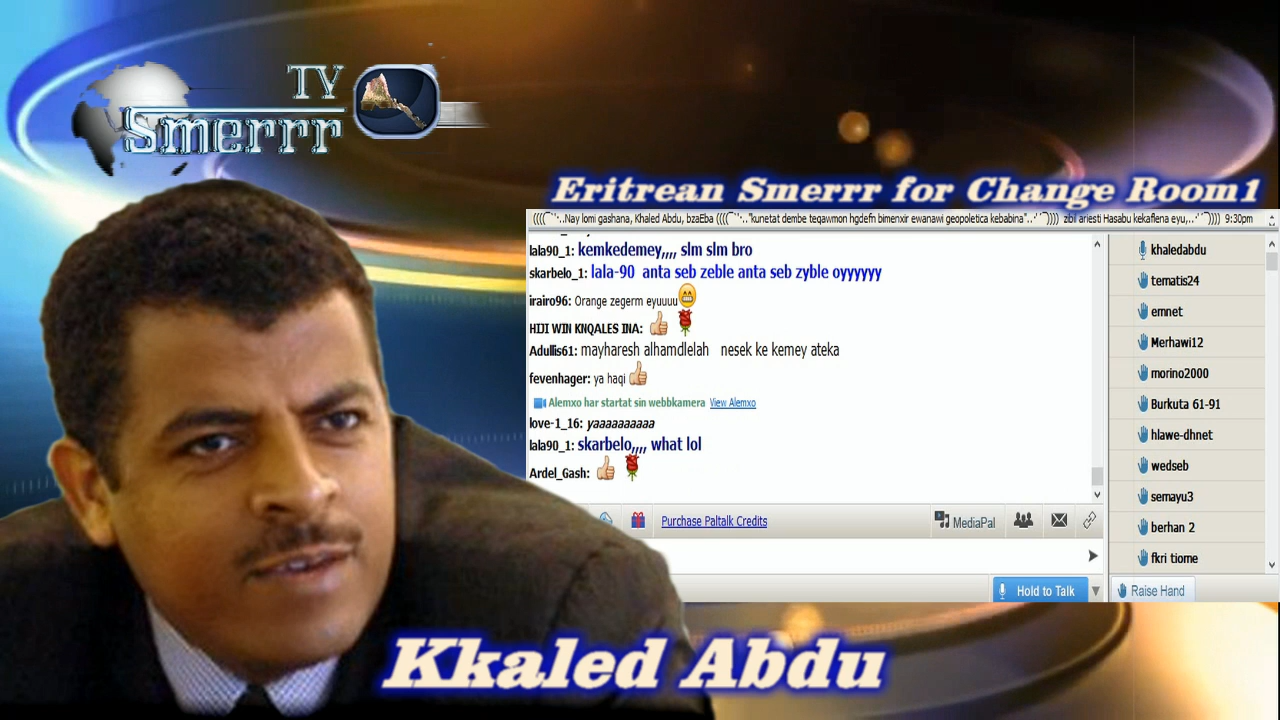 TV
Smerrr
Eritrean Smerrr for Change Room1
((((¯`'·.·Nay lomi gashana, Khaled Abdu, bzaEba ((((¯`'·.·"kunetat dembe teqawmon hgdefn bimenxir ewanawi geopoletica kebabina"..·'´¯)))) zbil ariesti Hasabu kekaflena eyu,..·'´¯)))) 9:30pm
lala90_1: kemkedemey,,,, slm slm bro
skarbelo_1: lala-90 anta seb zeble anta seb zyble oyyyyyy
irairo96: Orange zegerm eyuuuu
HIJI WIN KNQALES INA:
Adullis61: mayharesh alhamdlelah nesek ke kemey ateka
fevenhager: ya haqi
Alemxo har startat sin webbkamera View Alemxo
love-1_16: yaaaaaaaaaa
lala90_1: skarbelo,,,, what lol
Ardel_Gash:
Purchase Paltalk Credits
MediaPal
Hold to Talk
khaledabdu
tematis24
emnet
Merhawi12
morino2000
Burkuta 61-91
hlawe-dhnet
wedseb
semayu3
berhan 2
fkri tiome
Raise Hand
Kkaled Abdu